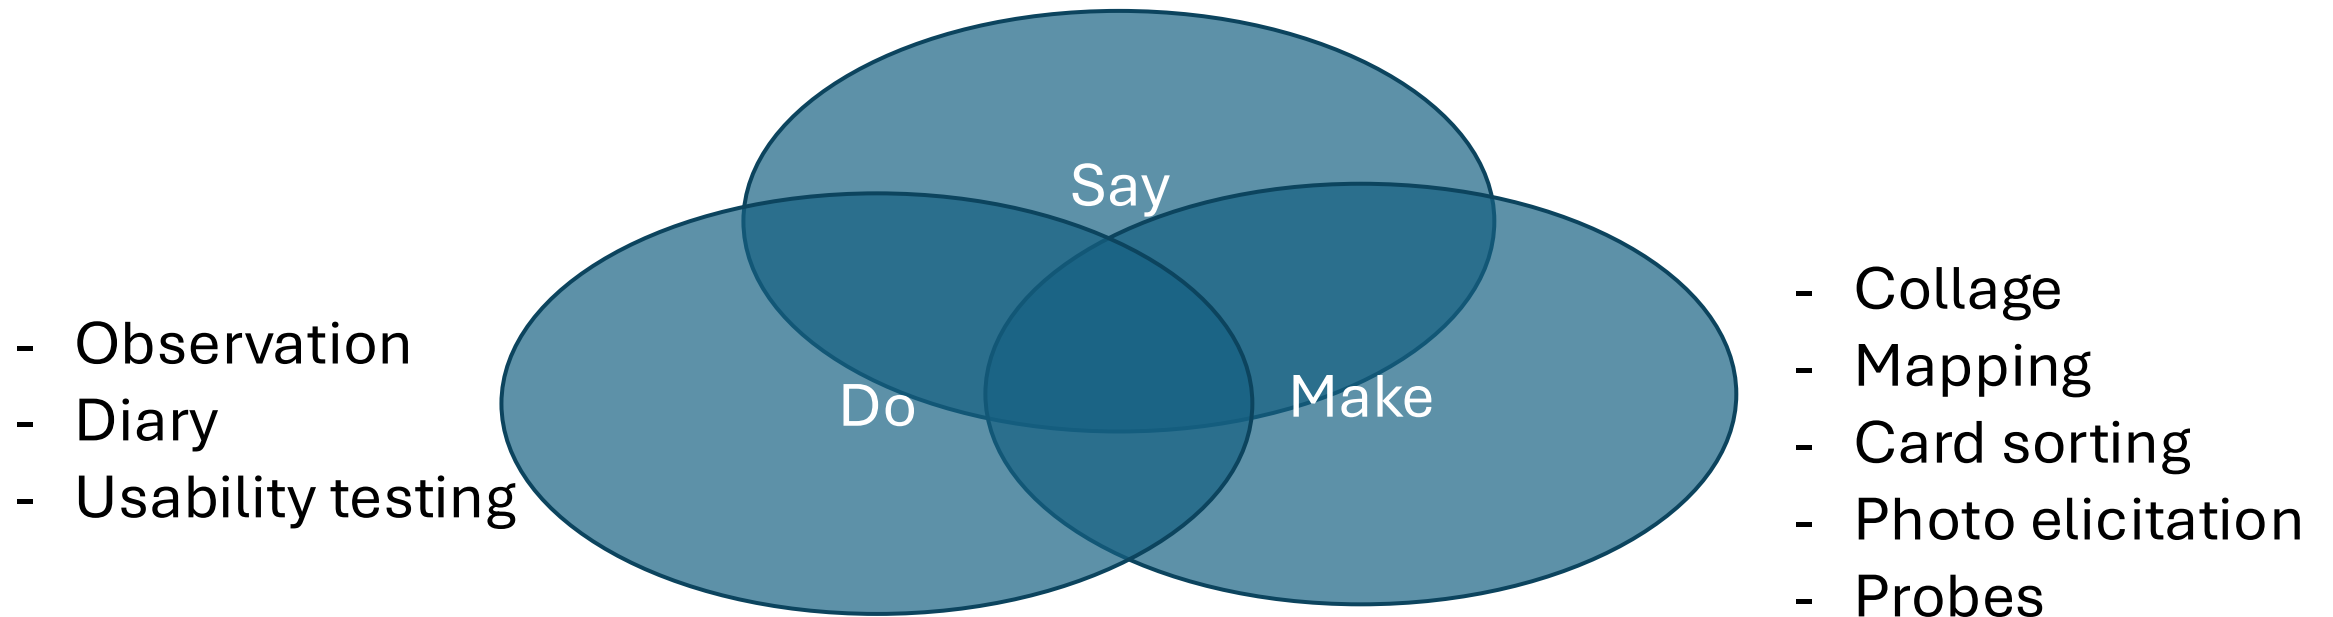 Say
Do
Make
- Observation
- Diary
- Usability testing
- Collage
- Mapping
- Card sorting
- Photo elicitation
- Probes